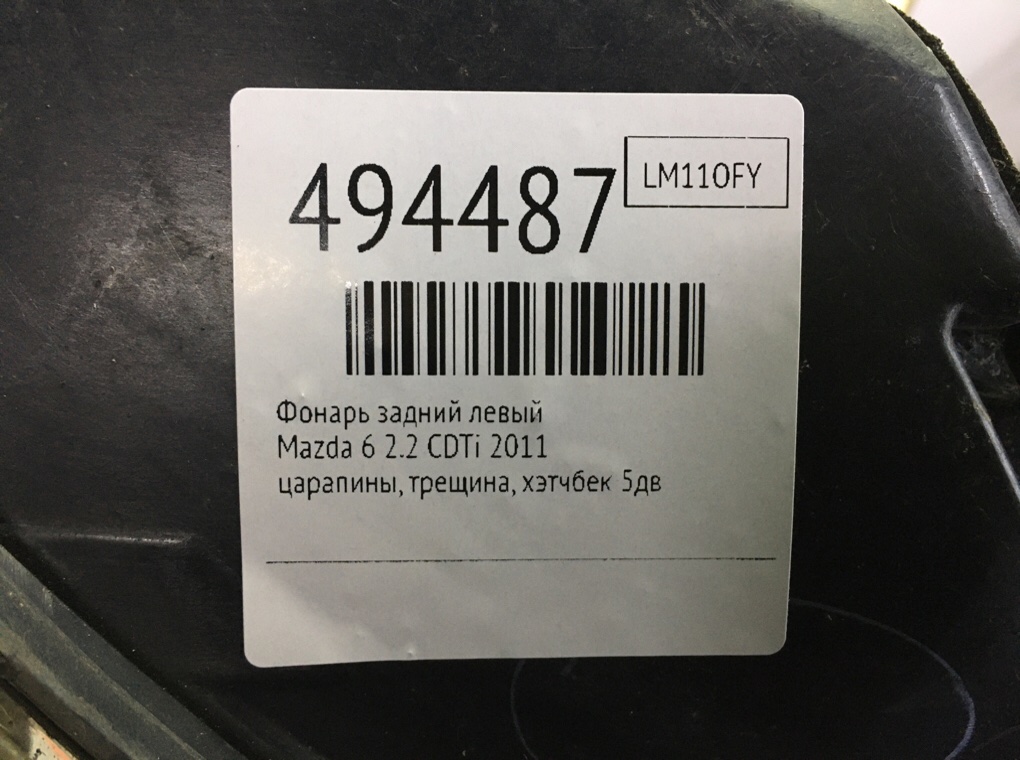 494487
LM110FY
Фонарь задний левый
Mazda 6 2.2 CDTi 2011
царапины, трещина, хэтчбек 5дв